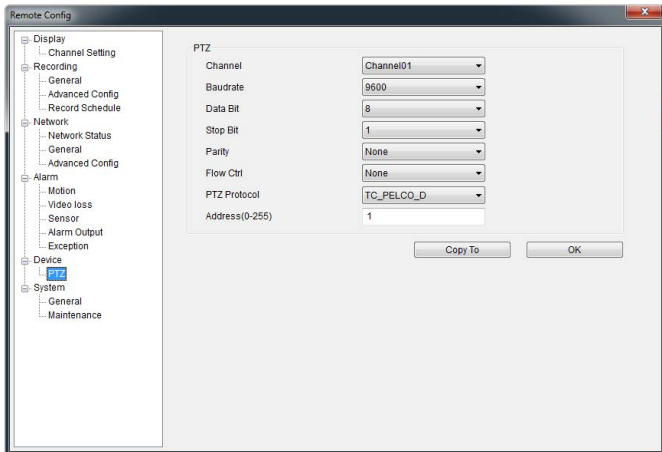 Remote Config
Display
Channel Setting
Recording
General
Advanced Config
Record Schedule
Network
Network Status
General
Advanced Config
Alarm
Motion
Video loss
Sensor
Alarm Output
Exception
Device
PTZ
System
General
Maintenance
PTZ
Channel Channel01
Baudrate 9600
Data Bit 8
Stop Bit 1
Parity None
Flow Ctrl None
PTZ Protocol TC_PELCO_D
Address(0-255) 1
Copy To OK